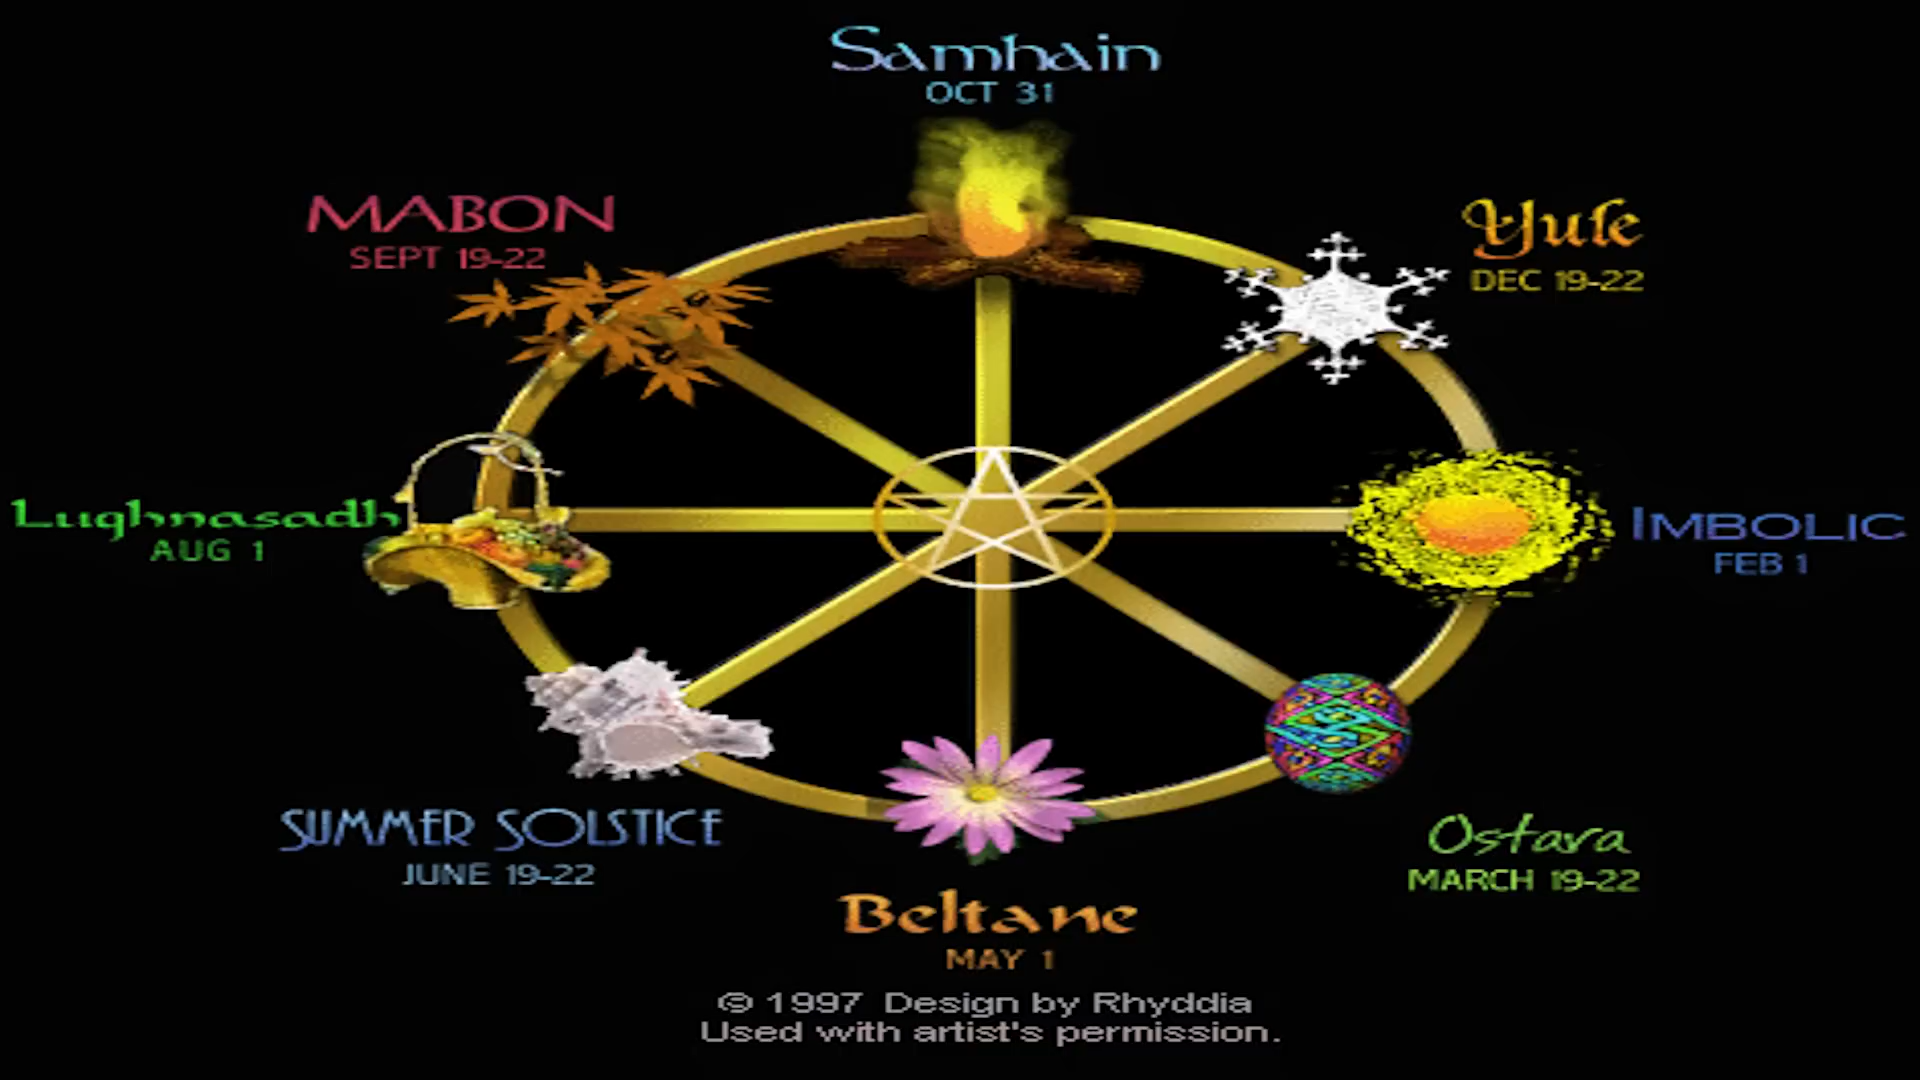 Samhain
OCT 31
MABON
SEPT 19-22
Yule
DEC 19-22
Lughnasadh
AUG 1
IMBOLIC
FEB 1
SUMMER SOLSTICE
JUNE 19-22
Ostara
MARCH 19-22
Beltane
MAY 1
© 1997 Design by Rhyddia
Used with artist's permission.